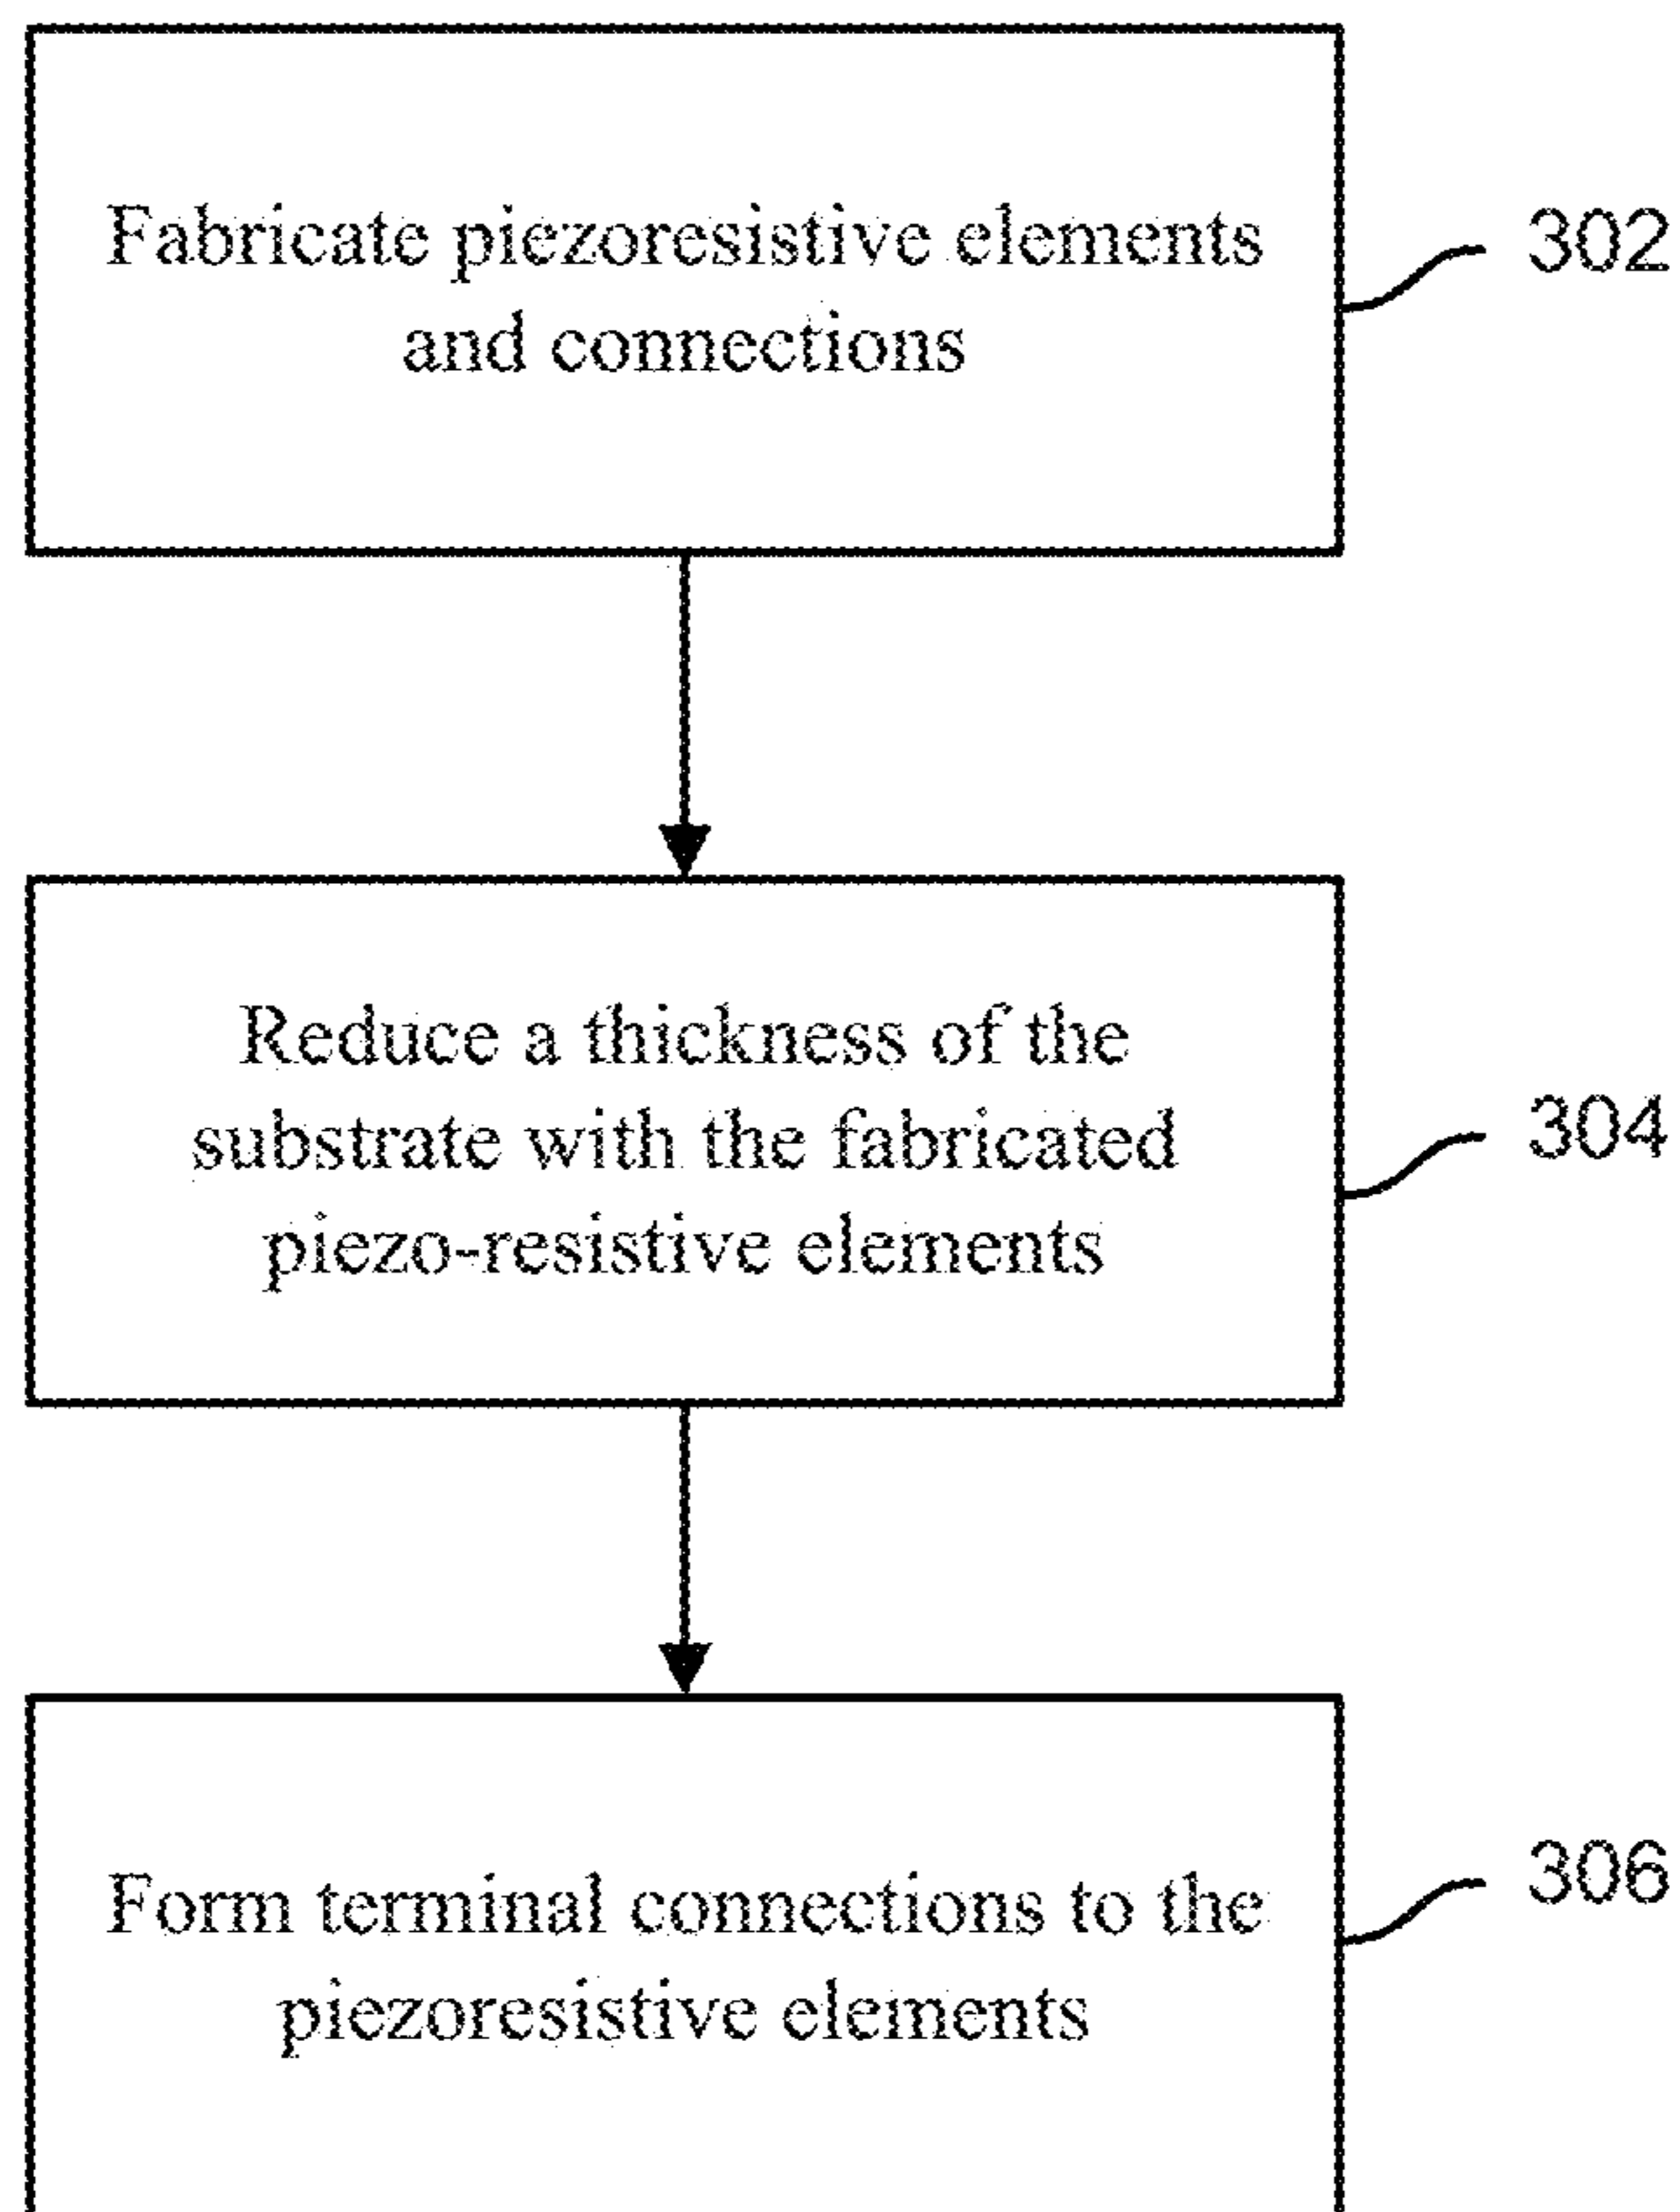 Fabricate piezoresistive elements
and connections
302
Reduce a thickness of the
substrate with the fabricated
piezo-resistive elements
304
Form terminal connections to the
piezoresistive elements
306